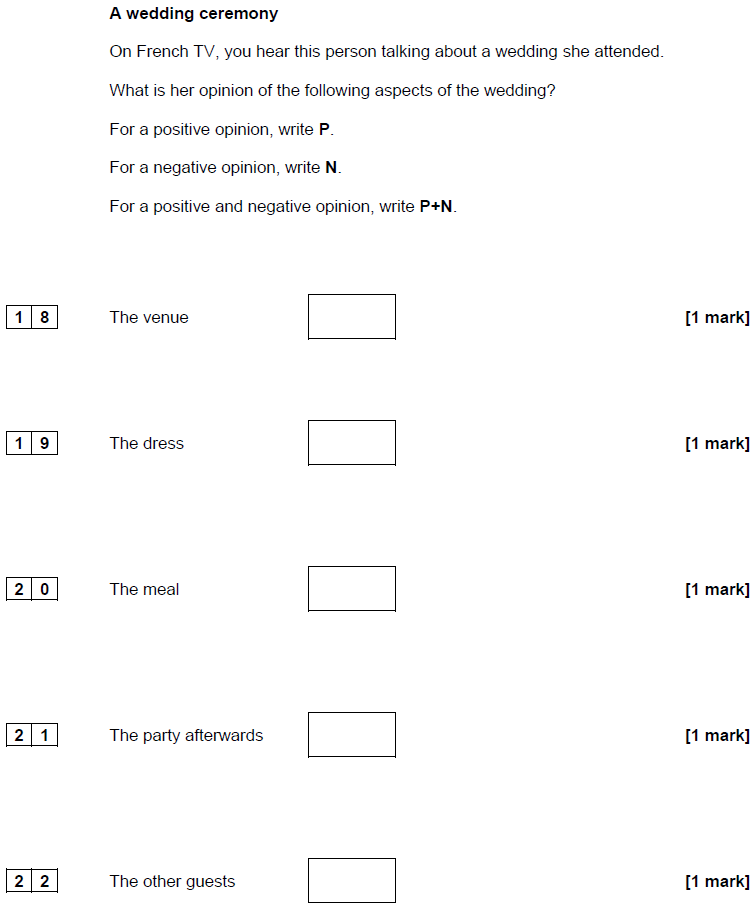 A wedding ceremony
On French TV, you hear this person talking about a wedding she attended.
What is her opinion of the following aspects of the wedding?
For a positive opinion, write P.
For a negative opinion, write N.
For a positive and negative opinion, write P+N.
1 8 The venue [1 mark]
1 9 The dress [1 mark]
2 0 The meal [1 mark]
2 1 The party afterwards [1 mark]
2 2 The other guests [1 mark]